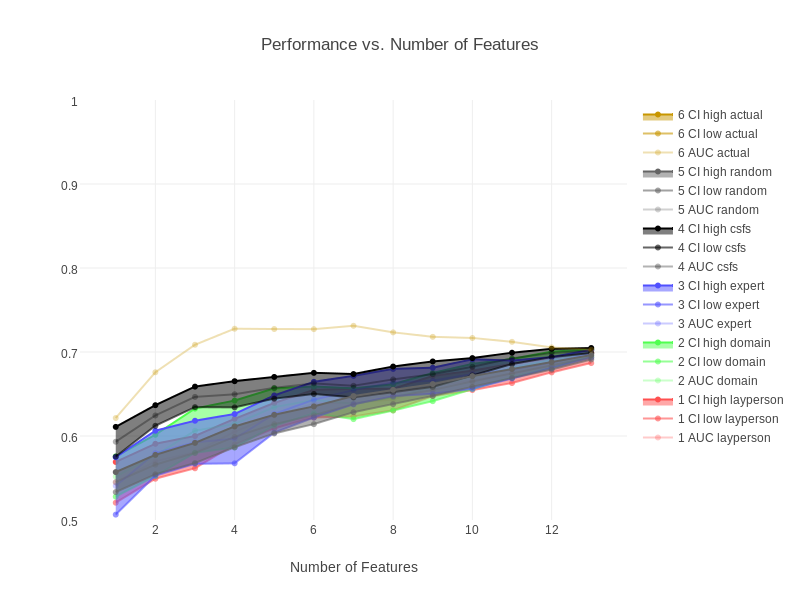 Performance vs. Number of Features
1
0.9
0.8
0.7
0.6
0.5
2
4
6
8
10
12
Number of Features
6 CI high actual
6 CI low actual
6 AUC actual
5 CI high random
5 CI low random
5 AUC random
4 CI high csfs
4 CI low csfs
4 AUC csfs
3 CI high expert
3 CI low expert
3 AUC expert
2 CI high domain
2 CI low domain
2 AUC domain
1 CI high layperson
1 CI low layperson
1 AUC layperson